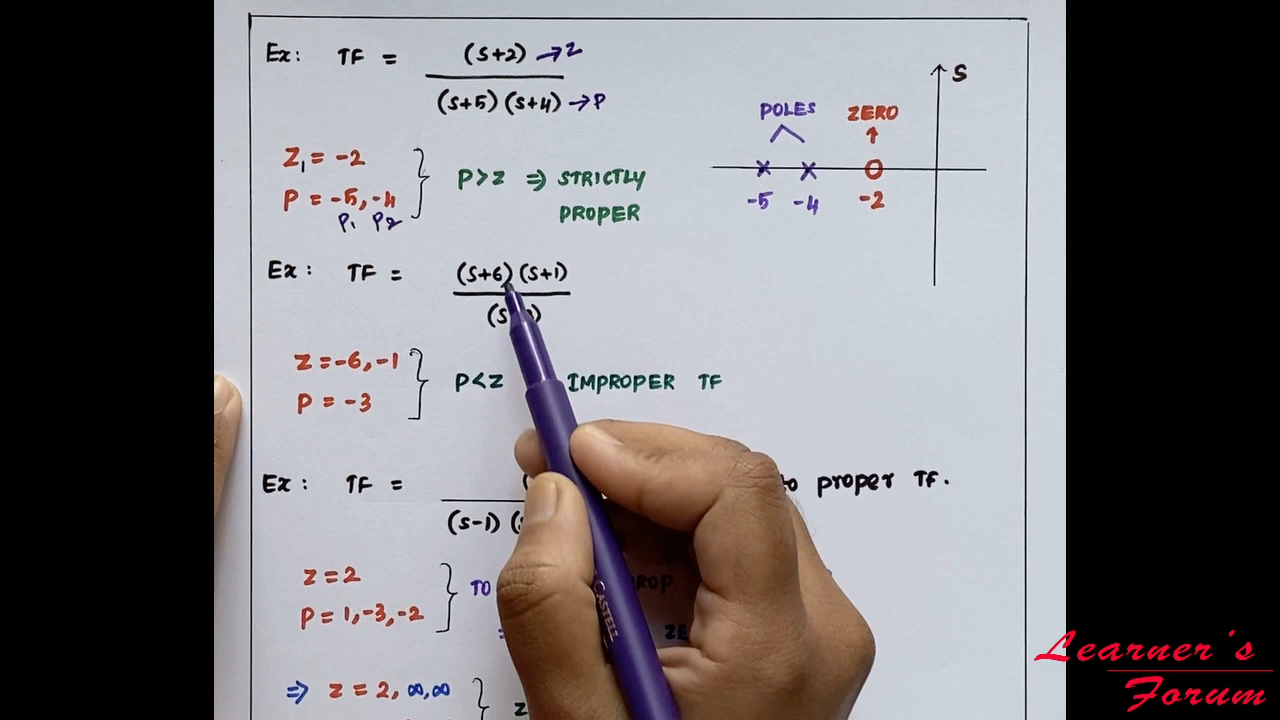 Ex: TF = (S+2) → Z
(S+5) (S+4) → P
S
POLES ZERO
Z1 = -2
P = -5, -4
P1 P2
P>Z ⇒ STRICTLY
PROPER
-5 -4 -2
Ex: TF = (S+6) (S+1)
(S
Z = -6, -1
P = -3
P<Z IMPROPER TF
Ex: TF = (
proper TF.
(S-1) (
Z = 2
P = 1, -3, -2
TO
⇒ Z = 2, ∞, ∞
Z
CASTELL
Learner's
Forum